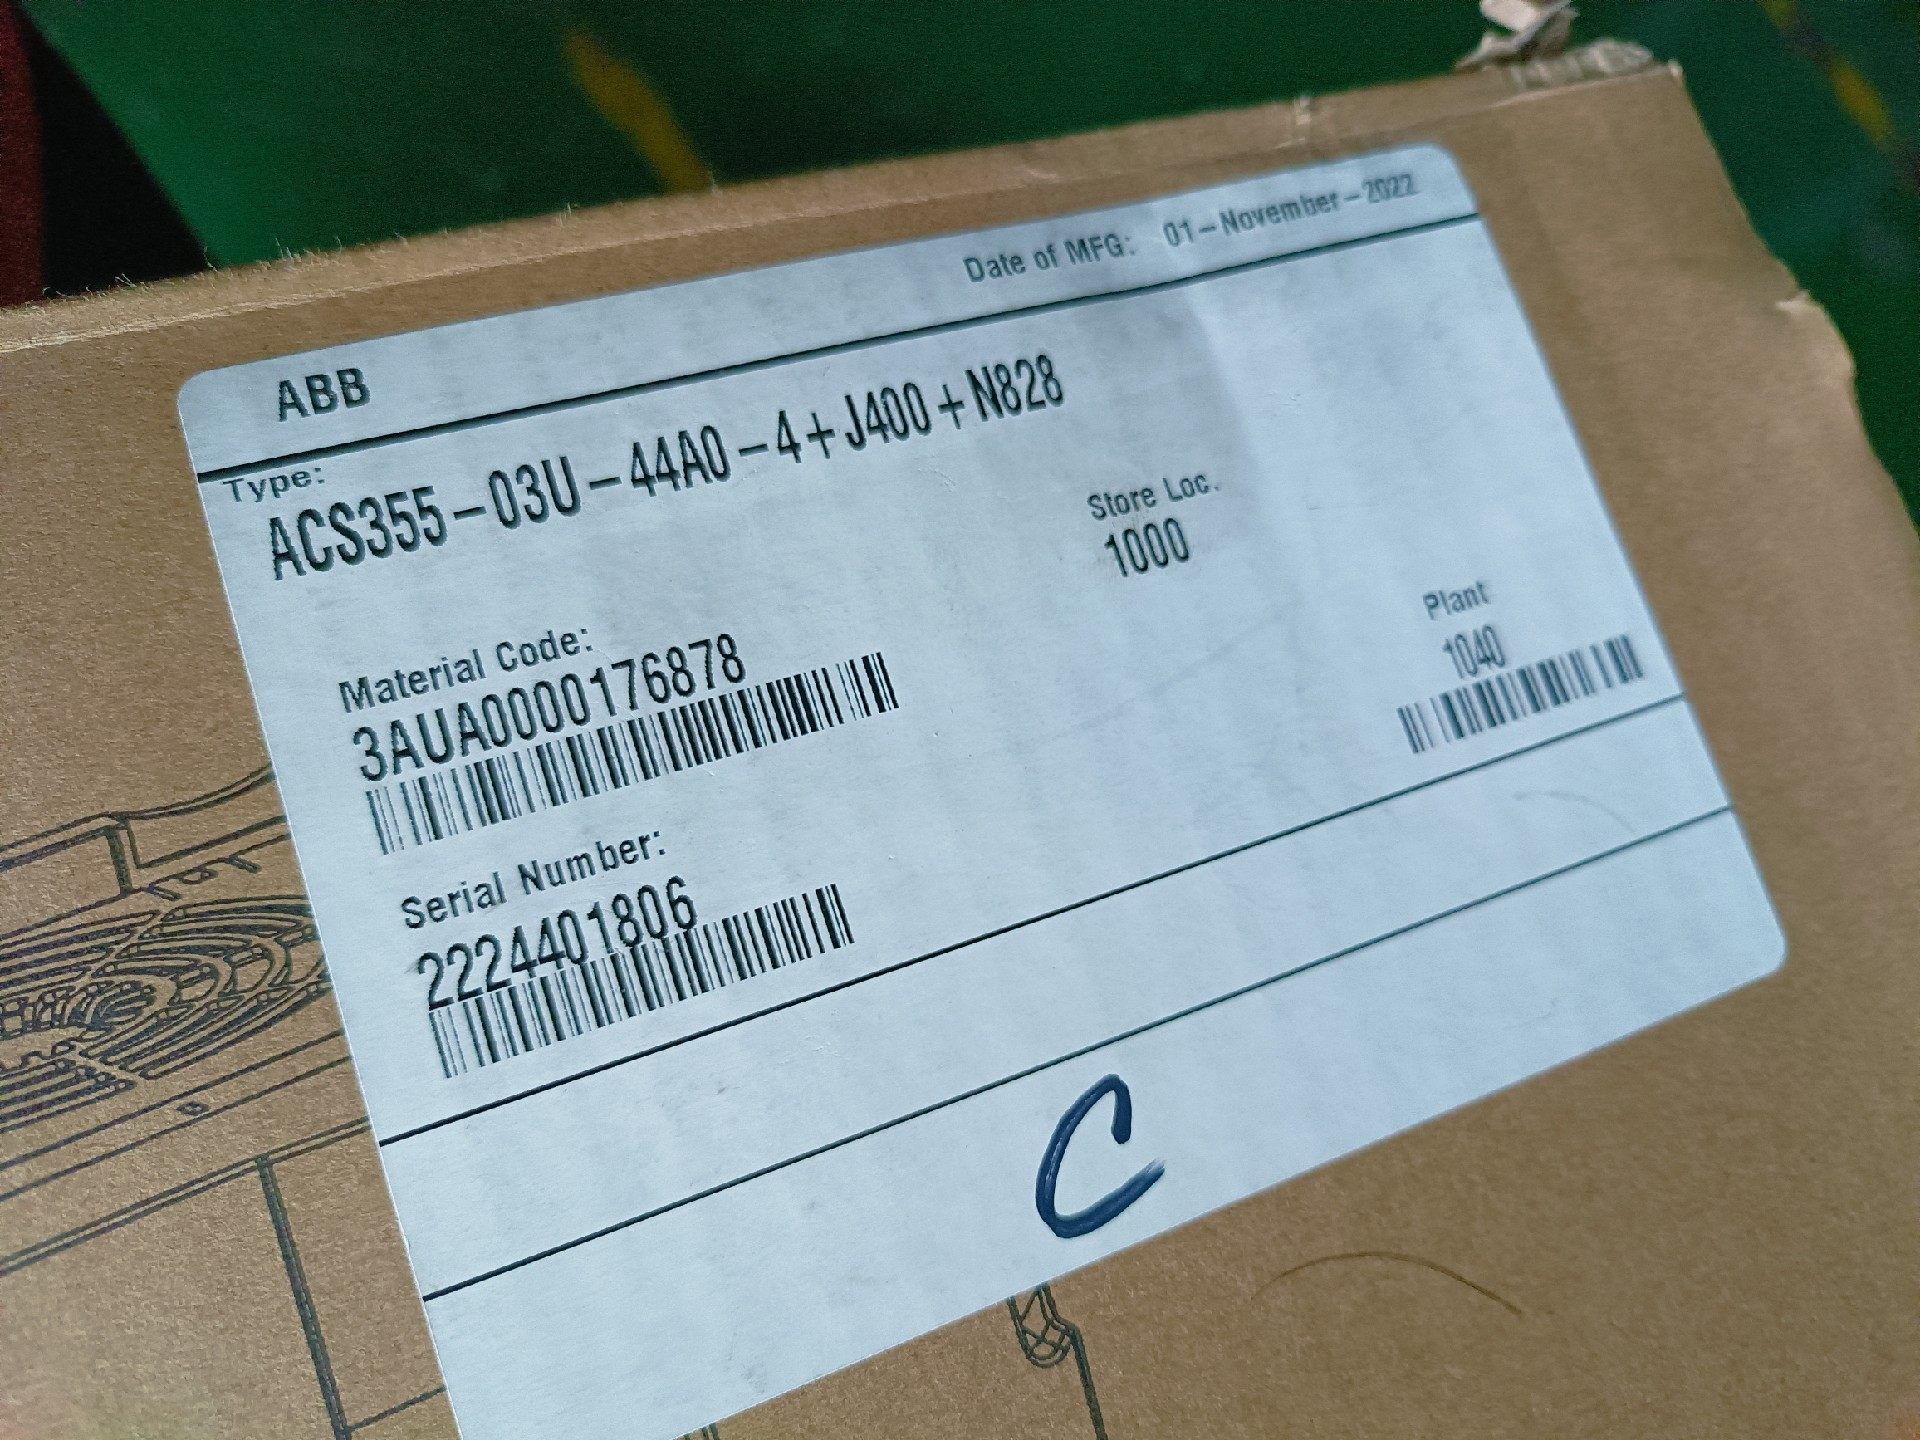 Date of MFG: 01-November-2022
ABB
Type:
ACS355-03U-44A0-4+J400+N828
Store Loc.
1000
Material Code:
3AUA0000176878
Plant
1040
Serial Number:
2224401806
C